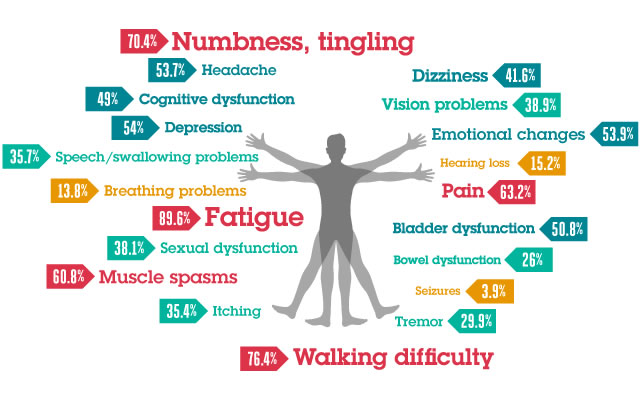 70.4% Numbness, tingling
53.7% Headache
49% Cognitive dysfunction
54% Depression
35.7% Speech/swallowing problems
13.8% Breathing problems
89.6% Fatigue
38.1% Sexual dysfunction
60.8% Muscle spasms
35.4% Itching
Dizziness 41.6%
Vision problems 38.9%
Emotional changes 53.9%
Hearing loss 15.2%
Pain 63.2%
Bladder dysfunction 50.8%
Bowel dysfunction 26%
Seizures 3.9%
Tremor 29.9%
76.4% Walking difficulty